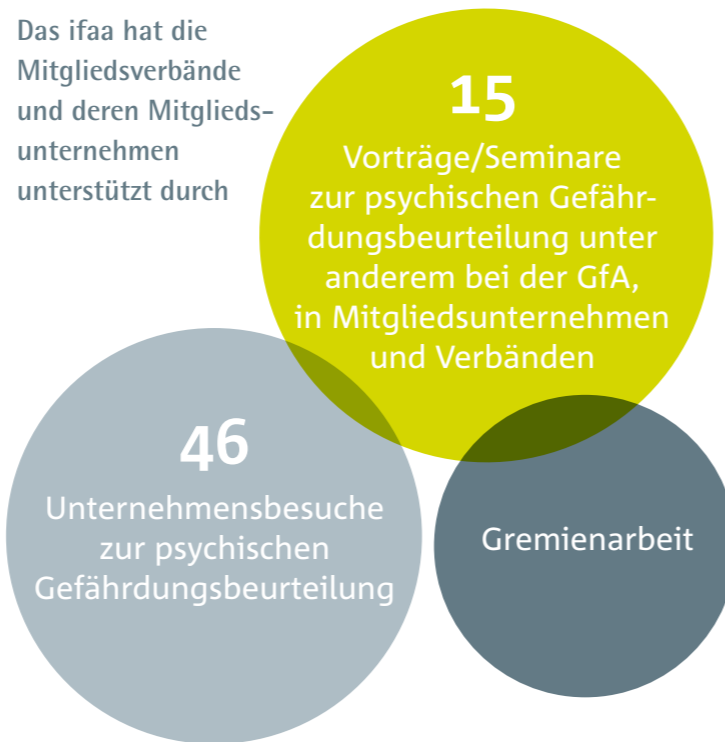 Das ifaa hat die
Mitgliedsverbände
und deren Mitglieds-
unternehmen
unterstützt durch
15
Vorträge/Seminare
zur psychischen Gefähr-
dungsbeurteilung unter
anderem bei der GfA,
in Mitgliedsunternehmen
und Verbänden
46
Unternehmensbesuche
zur psychischen
Gefährdungsbeurteilung
Gremienarbeit